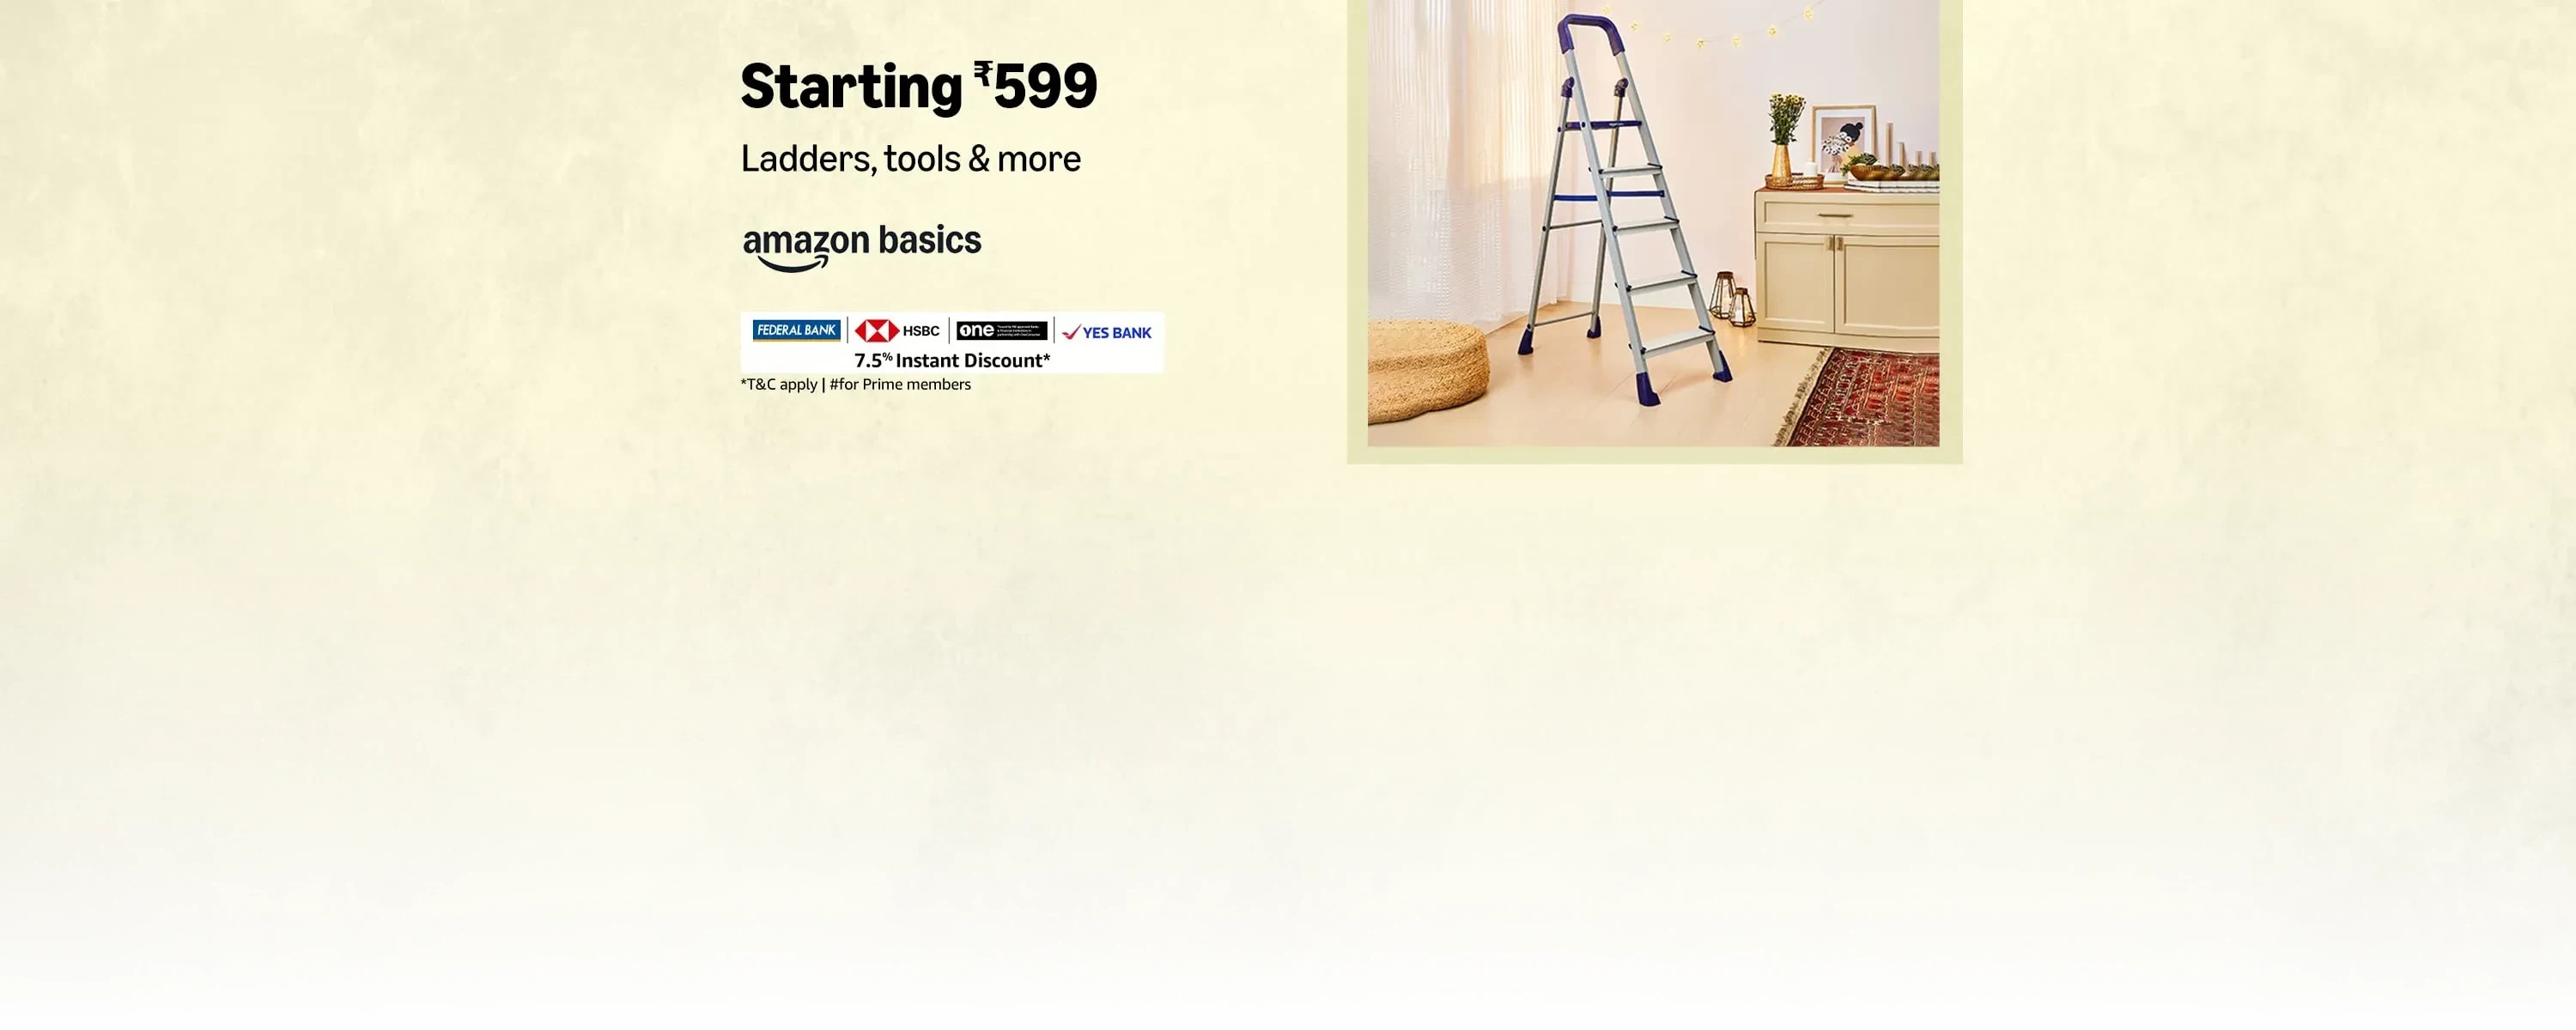 Starting ₹599
Ladders, tools & more
amazon basics
FEDERAL BANK | HSBC | one | YES BANK
7.5% Instant Discount*
*T&C apply | #for Prime members